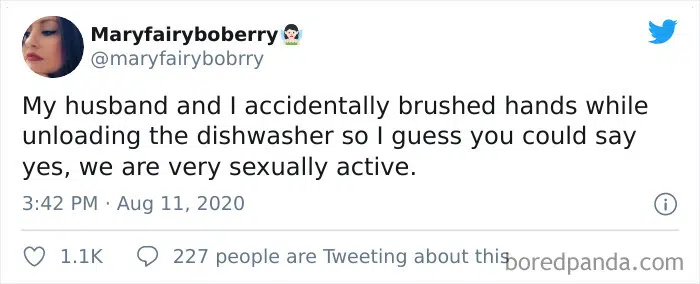 Maryfairyboberry🧚🏻‍♀️
@maryfairybobrry
My husband and I accidentally brushed hands while
unloading the dishwasher so I guess you could say
yes, we are very sexually active.
3:42 PM · Aug 11, 2020
1.1K 227 people are Tweeting about this
boredpanda.com